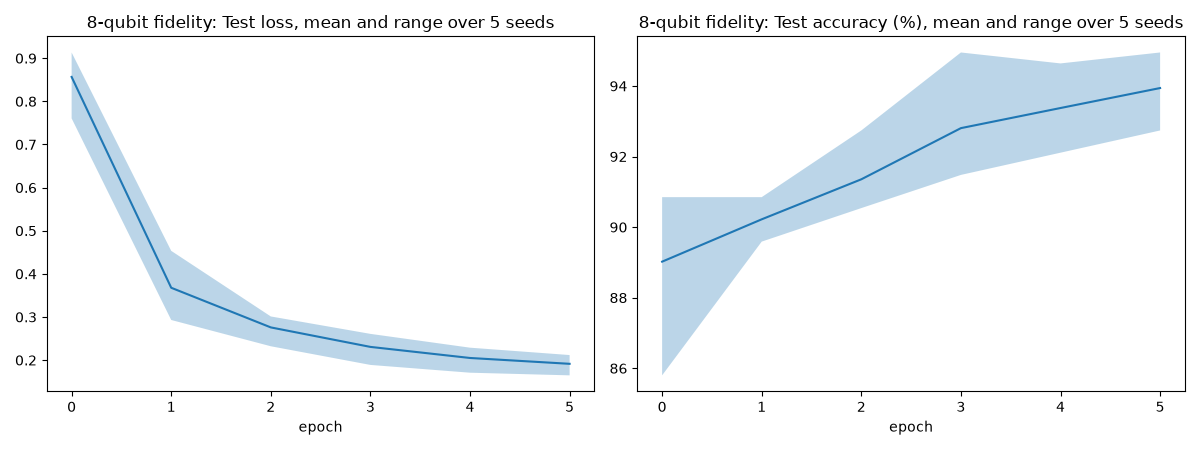 8-qubit fidelity: Test loss, mean and range over 5 seeds
0.9
0.8
0.7
0.6
0.5
0.4
0.3
0.2
0 1 2 3 4 5
epoch
8-qubit fidelity: Test accuracy (%), mean and range over 5 seeds
94
92
90
88
86
0 1 2 3 4 5
epoch